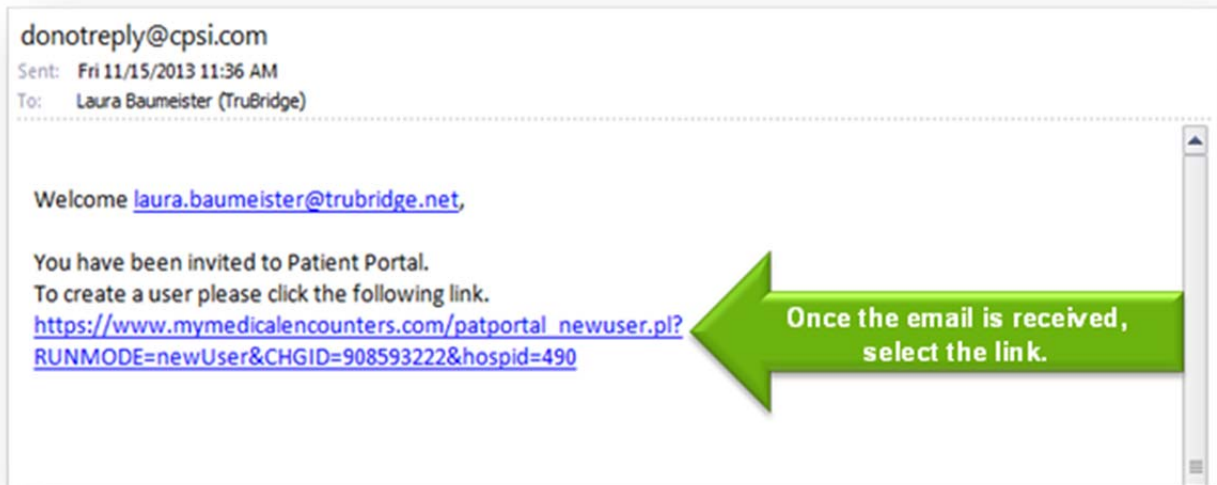 donotreply@cpsi.com
Sent: Fri 11/15/2013 11:36 AM
To: Laura Baumeister (TruBridge)
Welcome laura.baumeister@trubridge.net,
You have been invited to Patient Portal.
To create a user please click the following link.
https://www.mymedicalencounters.com/patportal_newuser.pl?
RUNMODE=newUser&CHGID=908593222&hospid=490
Once the email is received,
select the link.